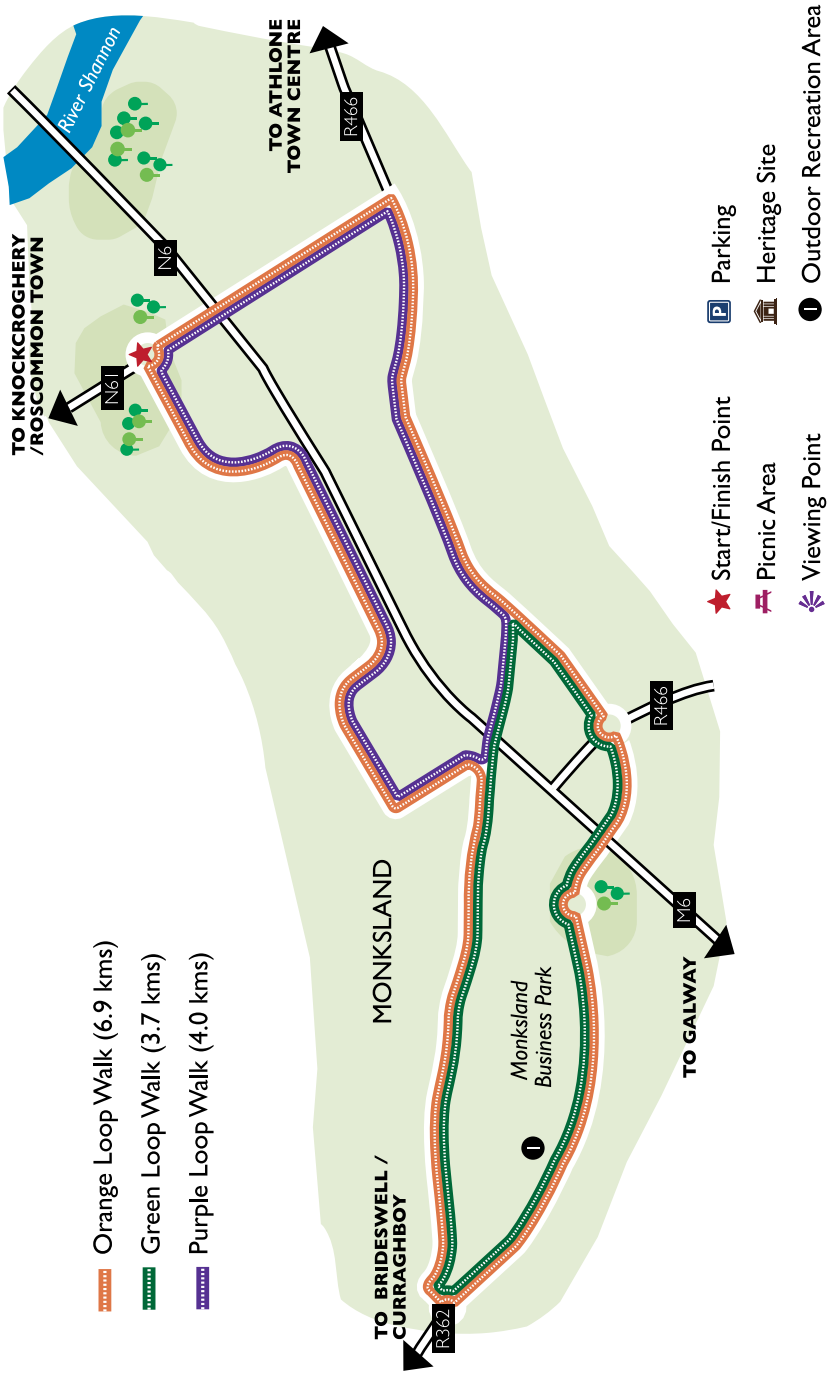 Orange Loop Walk (6.9 kms)
Green Loop Walk (3.7 kms)
Purple Loop Walk (4.0 kms)
TO KNOCKCROGHERY
/ROSCOMMON TOWN
N61
River Shannon
N6
TO ATHLONE
TOWN CENTRE
R466
MONKSLAND
TO BRIDESWELL /
CURRAGHBOY
R362
Monksland
Business Park
I
TO GALWAY
M6
R466
Start/Finish Point
Picnic Area
Viewing Point
P Parking
Heritage Site
I Outdoor Recreation Area